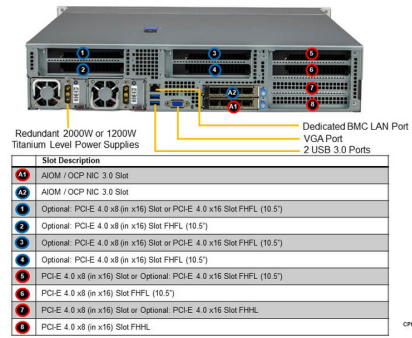 1
3
5
2
4
6
A2
7
A1
8
Dedicated BMC LAN Port
Redundant 2000W or 1200W
Titanium Level Power Supplies
VGA Port
2 USB 3.0 Ports
Slot Description
A1 AIOM / OCP NIC 3.0 Slot
A2 AIOM / OCP NIC 3.0 Slot
1 Optional: PCI-E 4.0 x8 (in x16) Slot or PCI-E 4.0 x16 Slot FHFL (10.5")
2 Optional: PCI-E 4.0 x8 (in x16) Slot FHFL (10.5")
3 Optional: PCI-E 4.0 x8 (in x16) Slot or PCI-E 4.0 x16 Slot FHFL (10.5")
4 Optional: PCI-E 4.0 x8 (in x16) Slot FHFL (10.5")
5 PCI-E 4.0 x8 (in x16) Slot or Optional: PCI-E 4.0 x16 Slot FHFL (10.5")
6 PCI-E 4.0 x8 (in x16) Slot FHFL (10.5")
7 PCI-E 4.0 x8 (in x16) Slot or Optional: PCI-E 4.0 x16 Slot FHHL
8 PCI-E 4.0 x8 (in x16) Slot FHHL